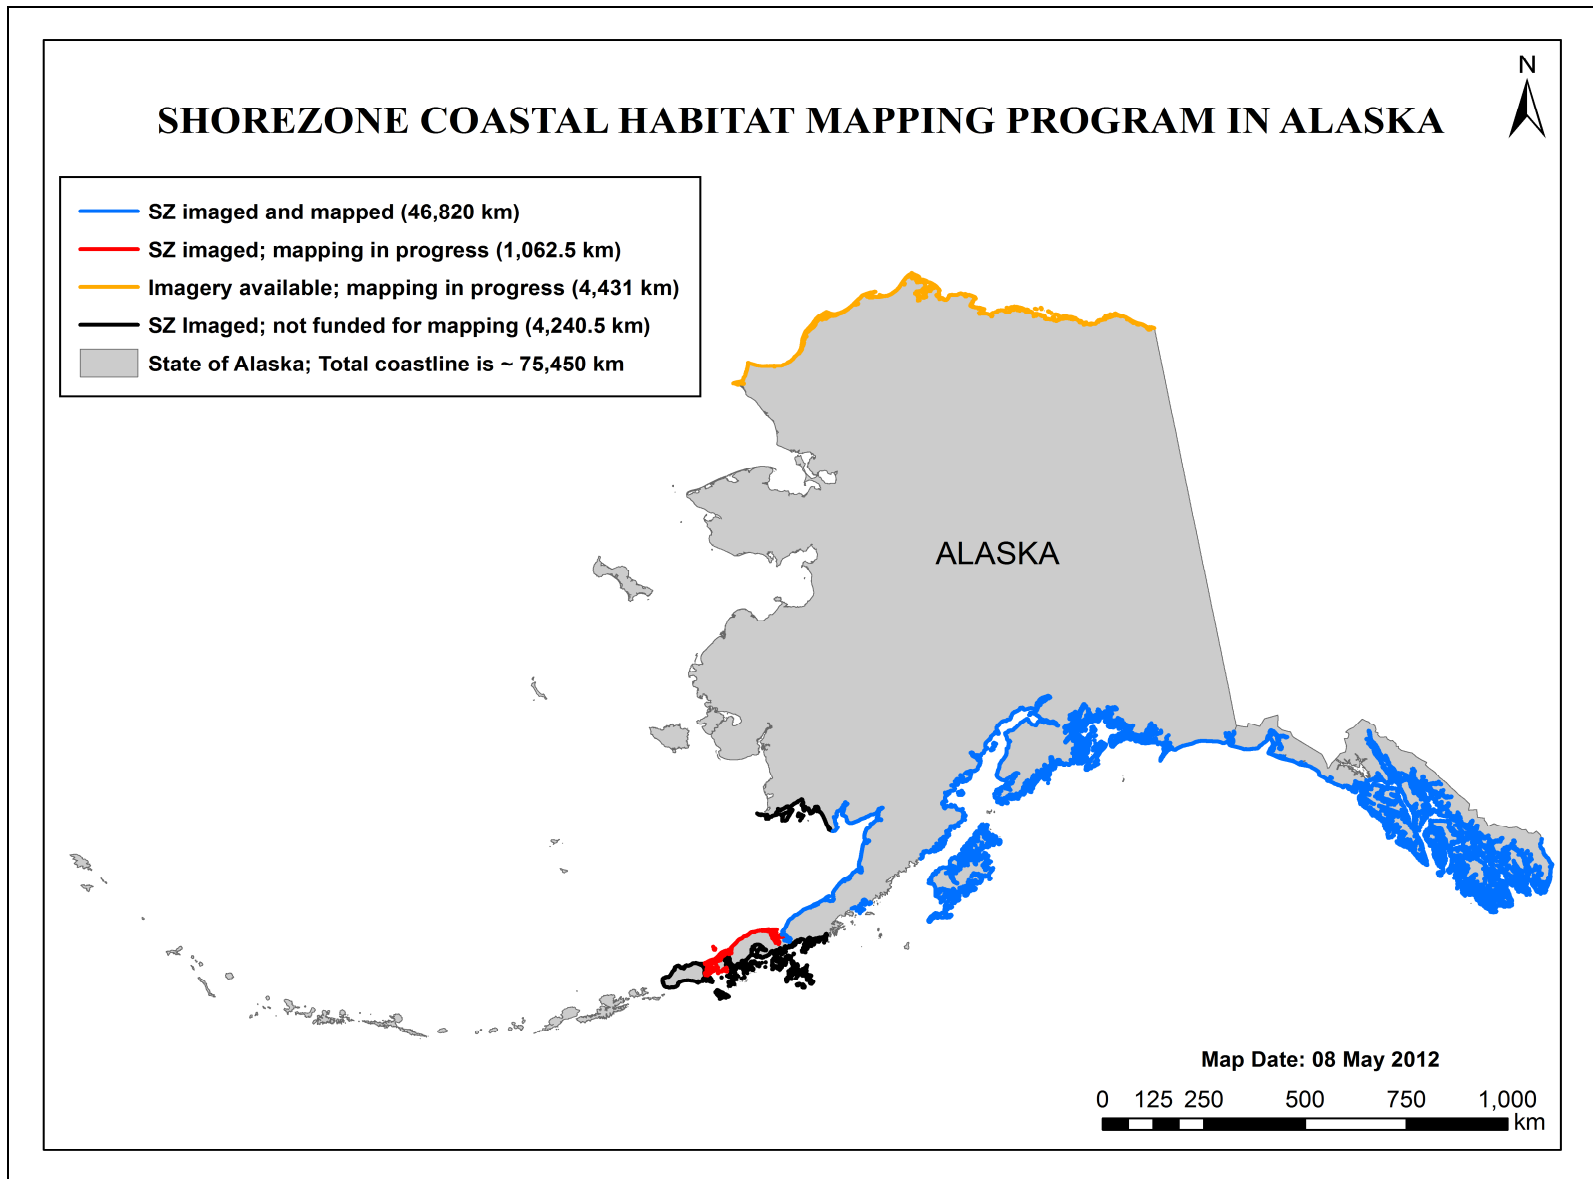 N
SHOREZONE COASTAL HABITAT MAPPING PROGRAM IN ALASKA
SZ imaged and mapped (46,820 km)
SZ imaged; mapping in progress (1,062.5 km)
Imagery available; mapping in progress (4,431 km)
SZ Imaged; not funded for mapping (4,240.5 km)
State of Alaska; Total coastline is ~ 75,450 km
ALASKA
Map Date: 08 May 2012
0 125 250 500 750 1,000
km